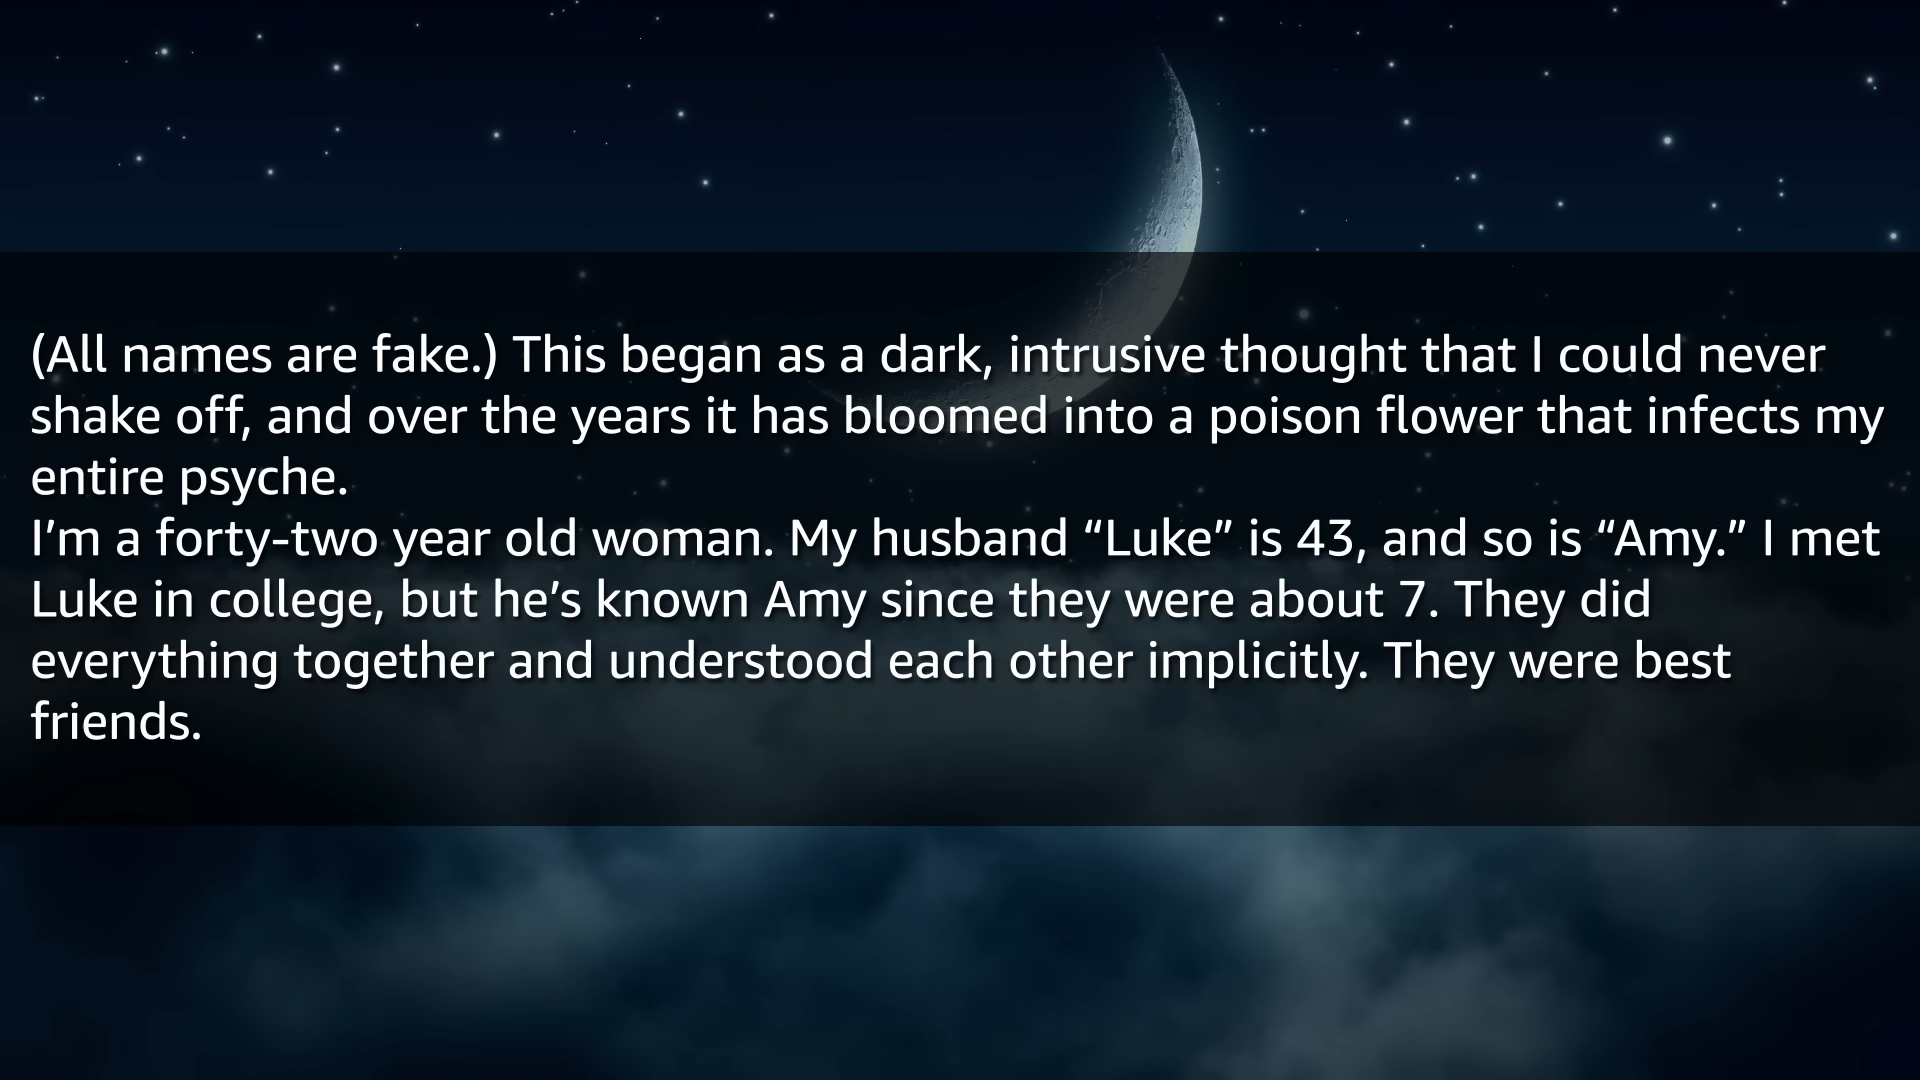 (All names are fake.) This began as a dark, intrusive thought that I could never
shake off, and over the years it has bloomed into a poison flower that infects my
entire psyche.
I’m a forty-two year old woman. My husband “Luke” is 43, and so is “Amy.” I met
Luke in college, but he’s known Amy since they were about 7. They did
everything together and understood each other implicitly. They were best
friends.